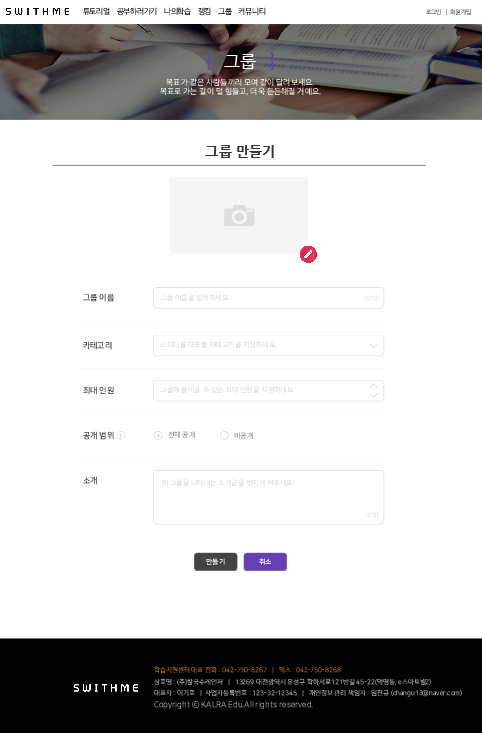 SWITHME 튜토리얼 공부하러가기 나의학습 랭킹 그룹 커뮤니티 로그인 | 회원가입
( 그룹 )
목표가 같은 사람들끼리 모여 같이 달려보세요.
목표로 가는 길이 덜 힘들고, 더욱 든든해질 거예요.
그룹 만들기
그룹 이름 그룹 이름을 입력하세요. 0/10
카테고리 스터디를 대표할 카테고리를 지정하세요.
최대 인원 그룹에 들어올 수 있는 최대 인원을 지정하세요.
공개 범위 ? 전체 공개 비공개
소개 이 그룹을 나타내는 소개글을 멋지게 써주세요!
0/30
만들기 취소
학습지원센터 대표 전화 : 042-750-8267 | 팩스 : 042-750-8268
상호명 : (주)칼국수레인저 | 13269 대전광역시 유성구 학하서로121번길 45-22(덕명동, e스마트빌2)
SWITHME
대표자 : 이기호 | 사업자등록번호 : 123-32-12345 | 개인정보 관리 책임자 : 임찬규 (changu13@naver.com)
Copyright ⓒ KALRA Edu.All rights reserved.